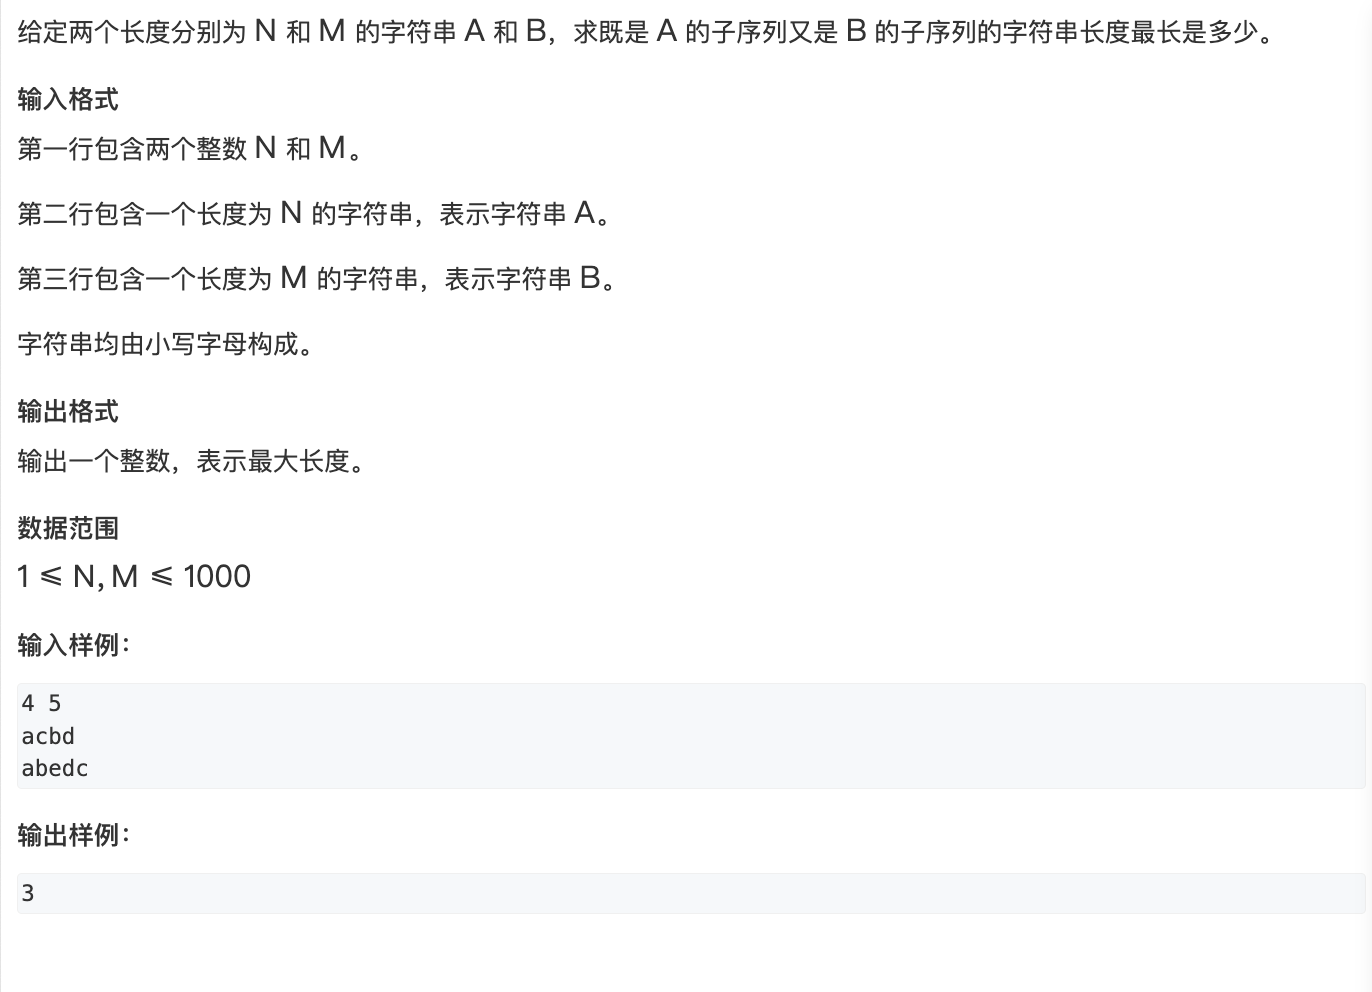 给定两个长度分别为 N 和 M 的字符串 A 和 B，求既是 A 的子序列又是 B 的子序列的字符串长度最长是多少。
输入格式
第一行包含两个整数 N 和 M。
第二行包含一个长度为 N 的字符串，表示字符串 A。
第三行包含一个长度为 M 的字符串，表示字符串 B。
字符串均由小写字母构成。
输出格式
输出一个整数，表示最大长度。
数据范围
1 ⩽ N, M ⩽ 1000
输入样例：
4 5
acbd
abedc
输出样例：
3